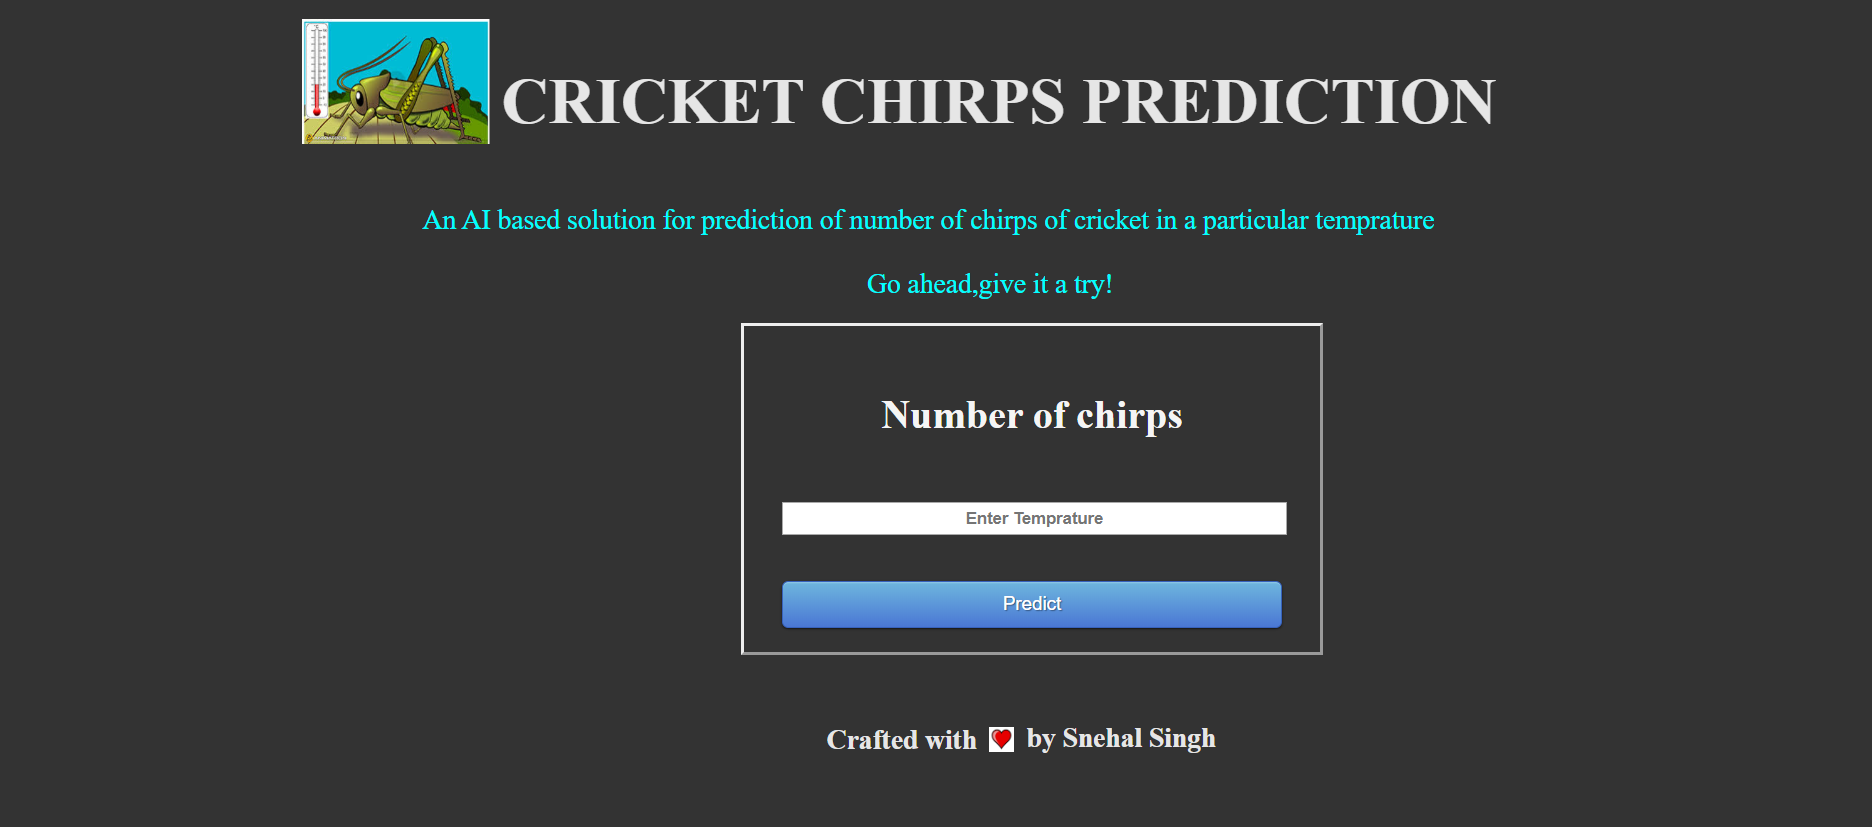 CRICKET CHIRPS PREDICTION
An AI based solution for prediction of number of chirps of cricket in a particular temprature
Go ahead,give it a try!
Number of chirps
Enter Temprature
Predict
Crafted with by Snehal Singh